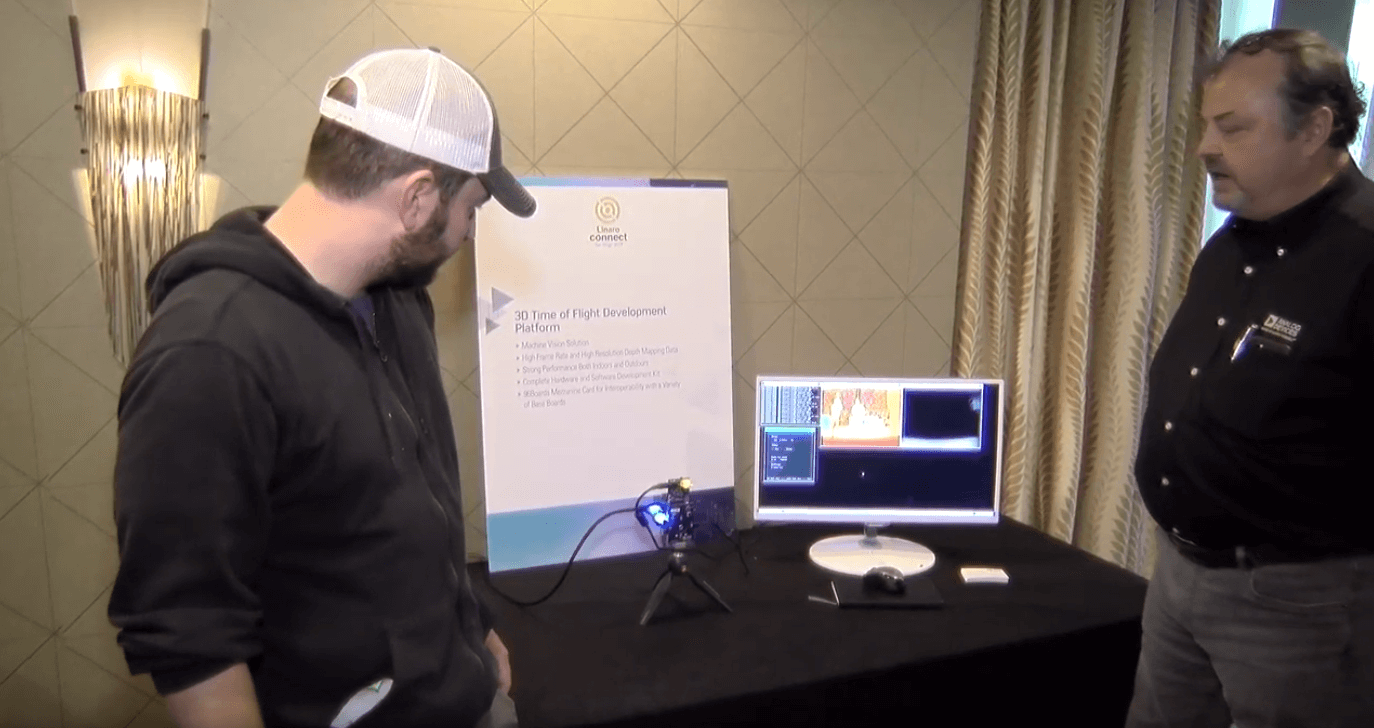 Linaro
connect
3D Time of Flight Development
Platform
Machine Vision Solution
High Frame Rate and High Resolution Depth Mapping Data
Strong Performance Both Indoors and Outdoors
Complete Hardware and Software Development Kit
96Boards Mezzanine Card for Interoperability with a Variety
of Base Boards
ANALOG
DEVICES